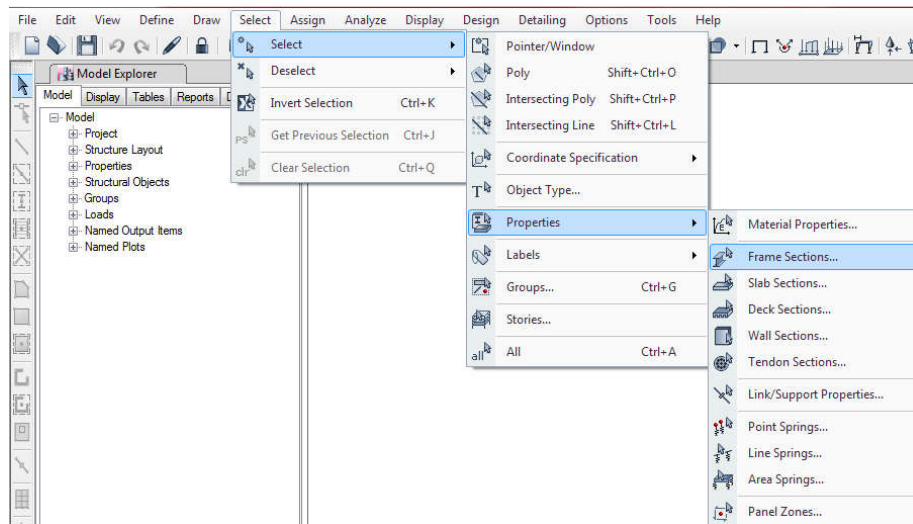 File Edit View Define Draw Select Assign Analyze Display Design Detailing Options Tools Help
Model Explorer
Model Display Tables Reports
Model
Project
Structure Layout
Properties
Structural Objects
Groups
Loads
Named Output Items
Named Plots
Select
Deselect
Invert Selection Ctrl+K
PS Get Previous Selection Ctrl+J
clr Clear Selection Ctrl+Q
Pointer/Window
Poly Shift+Ctrl+O
Intersecting Poly Shift+Ctrl+P
Intersecting Line Shift+Ctrl+L
Coordinate Specification
T Object Type...
Properties
Labels
Groups... Ctrl+G
Stories...
all All Ctrl+A
Material Properties...
Frame Sections...
Slab Sections...
Deck Sections...
Wall Sections...
Tendon Sections...
Link/Support Properties...
Point Springs...
Line Springs...
Area Springs...
Panel Zones...